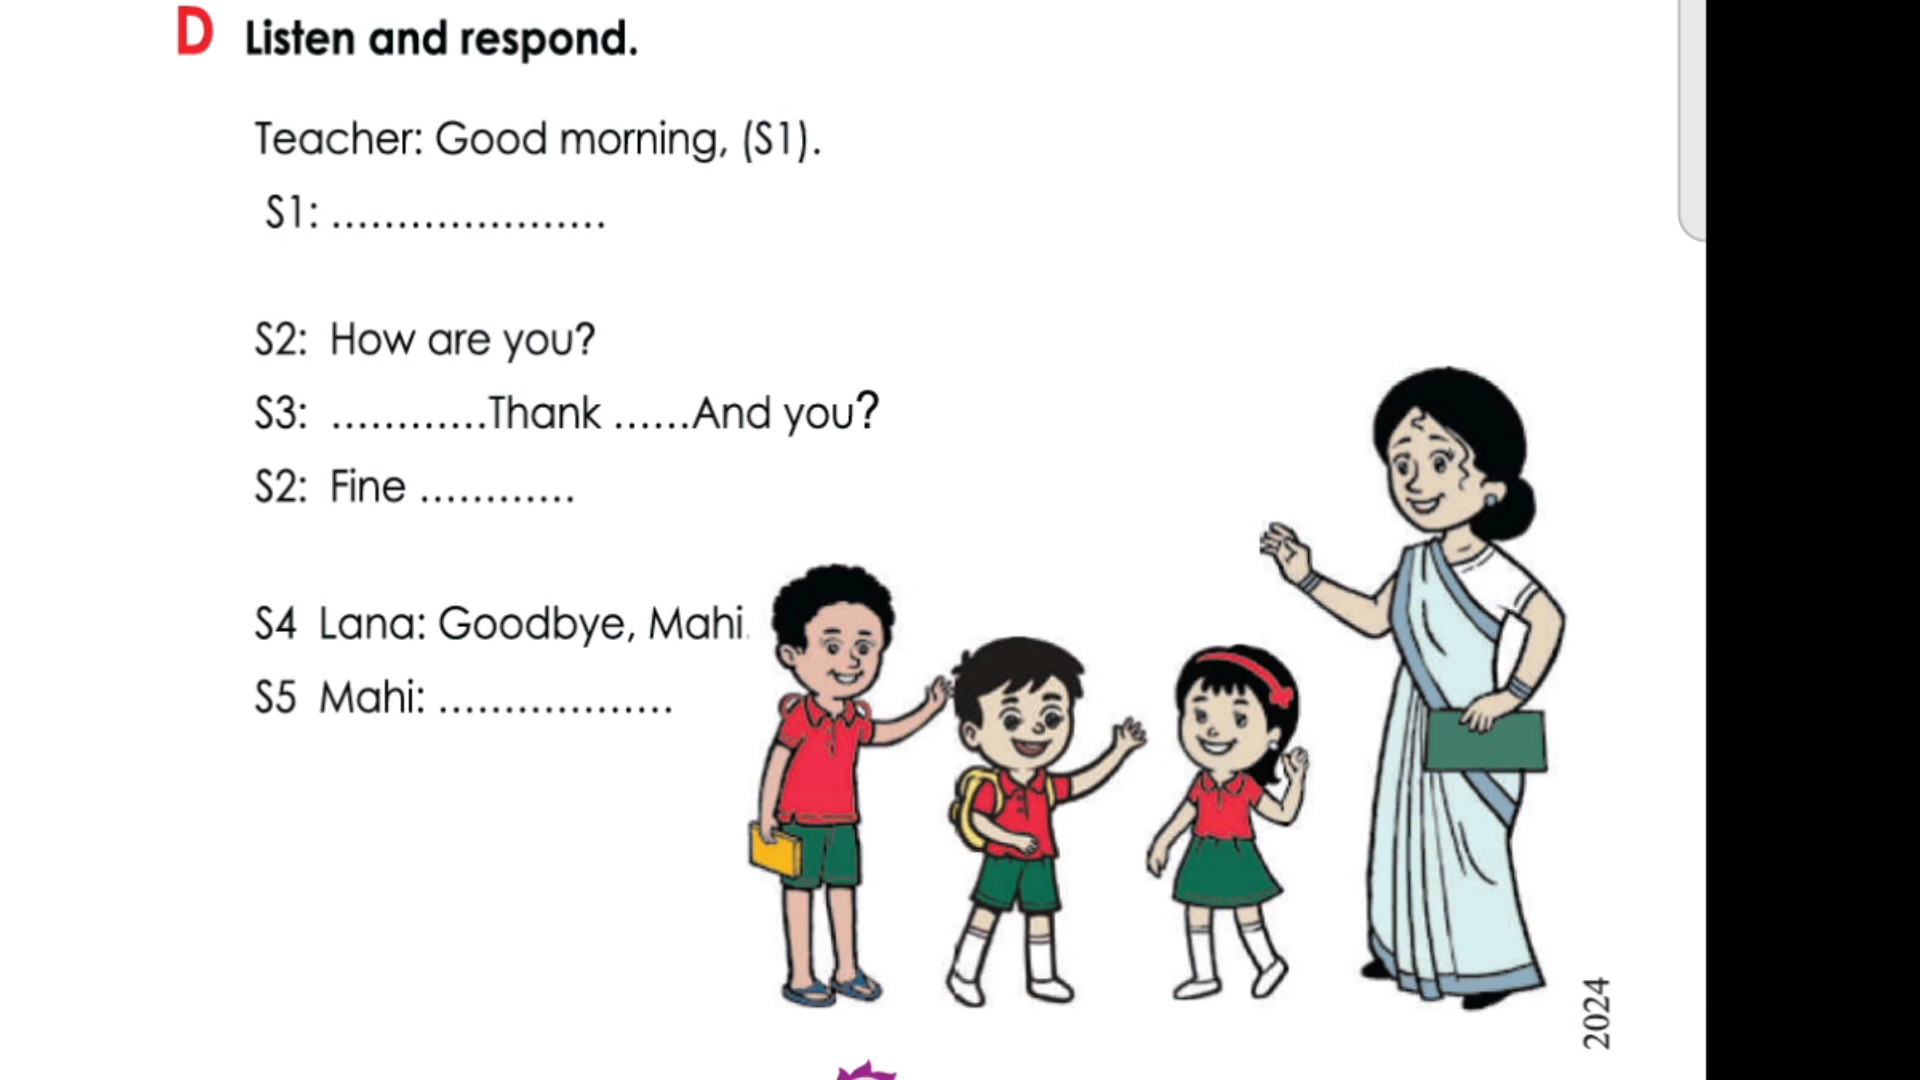 D Listen and respond.
Teacher: Good morning, (S1).
S1: .....................
S2: How are you?
S3: ............Thank ......And you?
S2: Fine ............
S4 Lana: Goodbye, Mahi.
S5 Mahi: ..................
2024